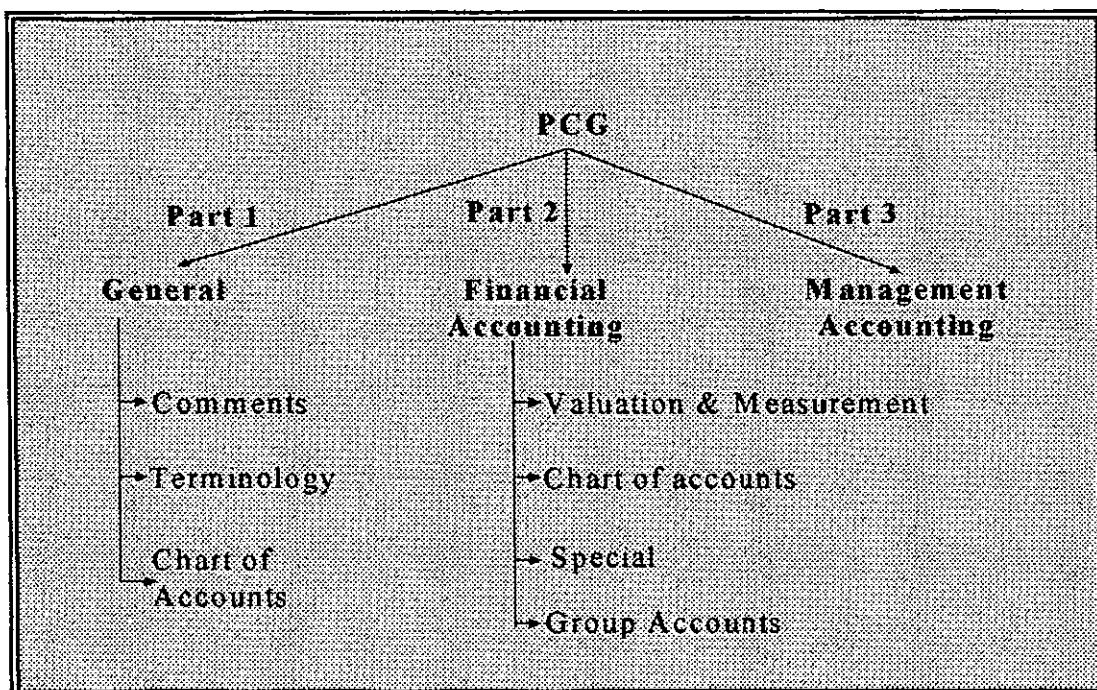 PCG
Part 1
Part 2
Part 3
General
Financial
Accounting
Management
Accounting
Comments
Terminology
Chart of
Accounts
Valuation & Measurement
Chart of accounts
Special
Group Accounts